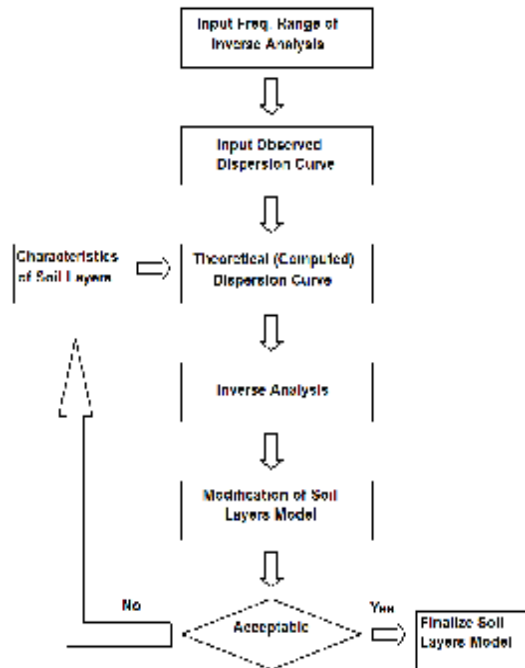 Input Freq. Range of
Inverse Analysis
Input Observed
Dispersion Curve
Characteristics
of Soil Layers
Theoretical (Computed)
Dispersion Curve
Inverse Analysis
Modification of Soil
Layers Model
No
Acceptable
Yes
Finalize Soil
Layers Model